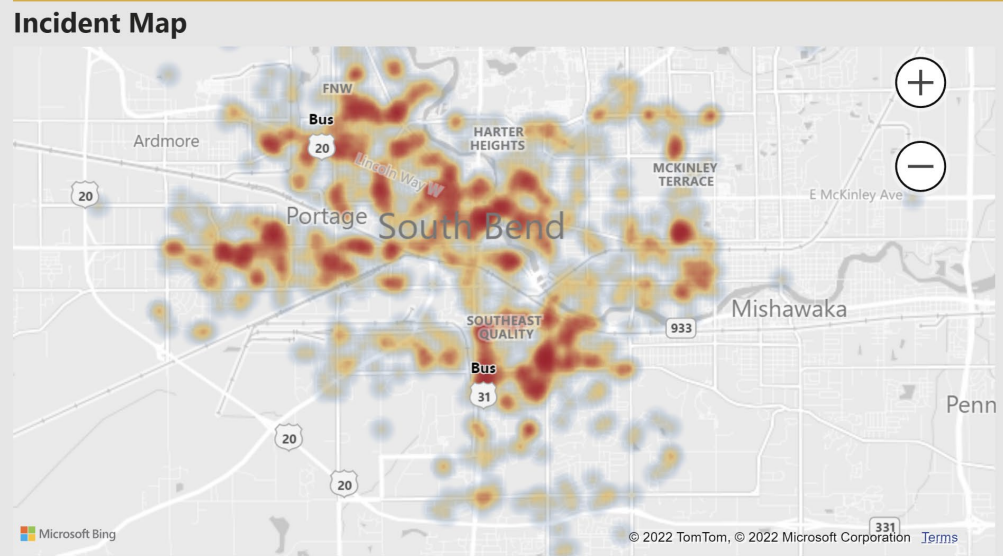 Incident Map
FNW
Bus
20
Ardmore
HARTER
HEIGHTS
Lincoln Way W
MCKINLEY
TERRACE
20
E McKinley Ave
Portage
South Bend
Mishawaka
SOUTHEAST
QUALITY
933
Bus
31
Penn
20
20
331
Microsoft Bing
© 2022 TomTom, © 2022 Microsoft Corporation Terms